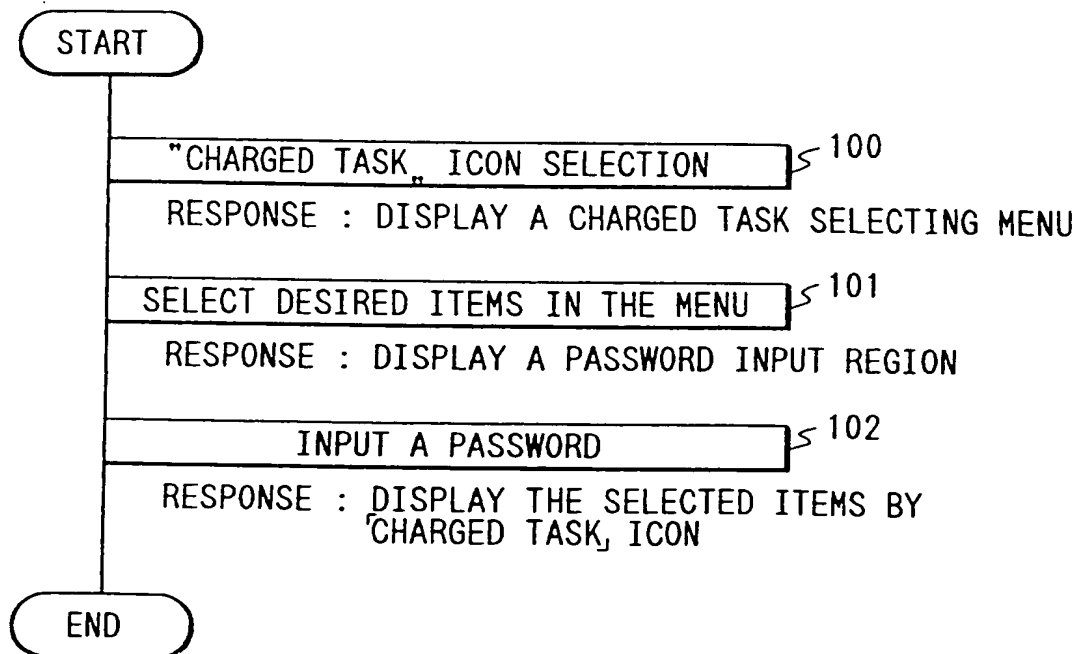 START
"CHARGED TASK„ ICON SELECTION 100
RESPONSE : DISPLAY A CHARGED TASK SELECTING MENU
SELECT DESIRED ITEMS IN THE MENU 101
RESPONSE : DISPLAY A PASSWORD INPUT REGION
INPUT A PASSWORD 102
RESPONSE : DISPLAY THE SELECTED ITEMS BY
「CHARGED TASK」 ICON
END